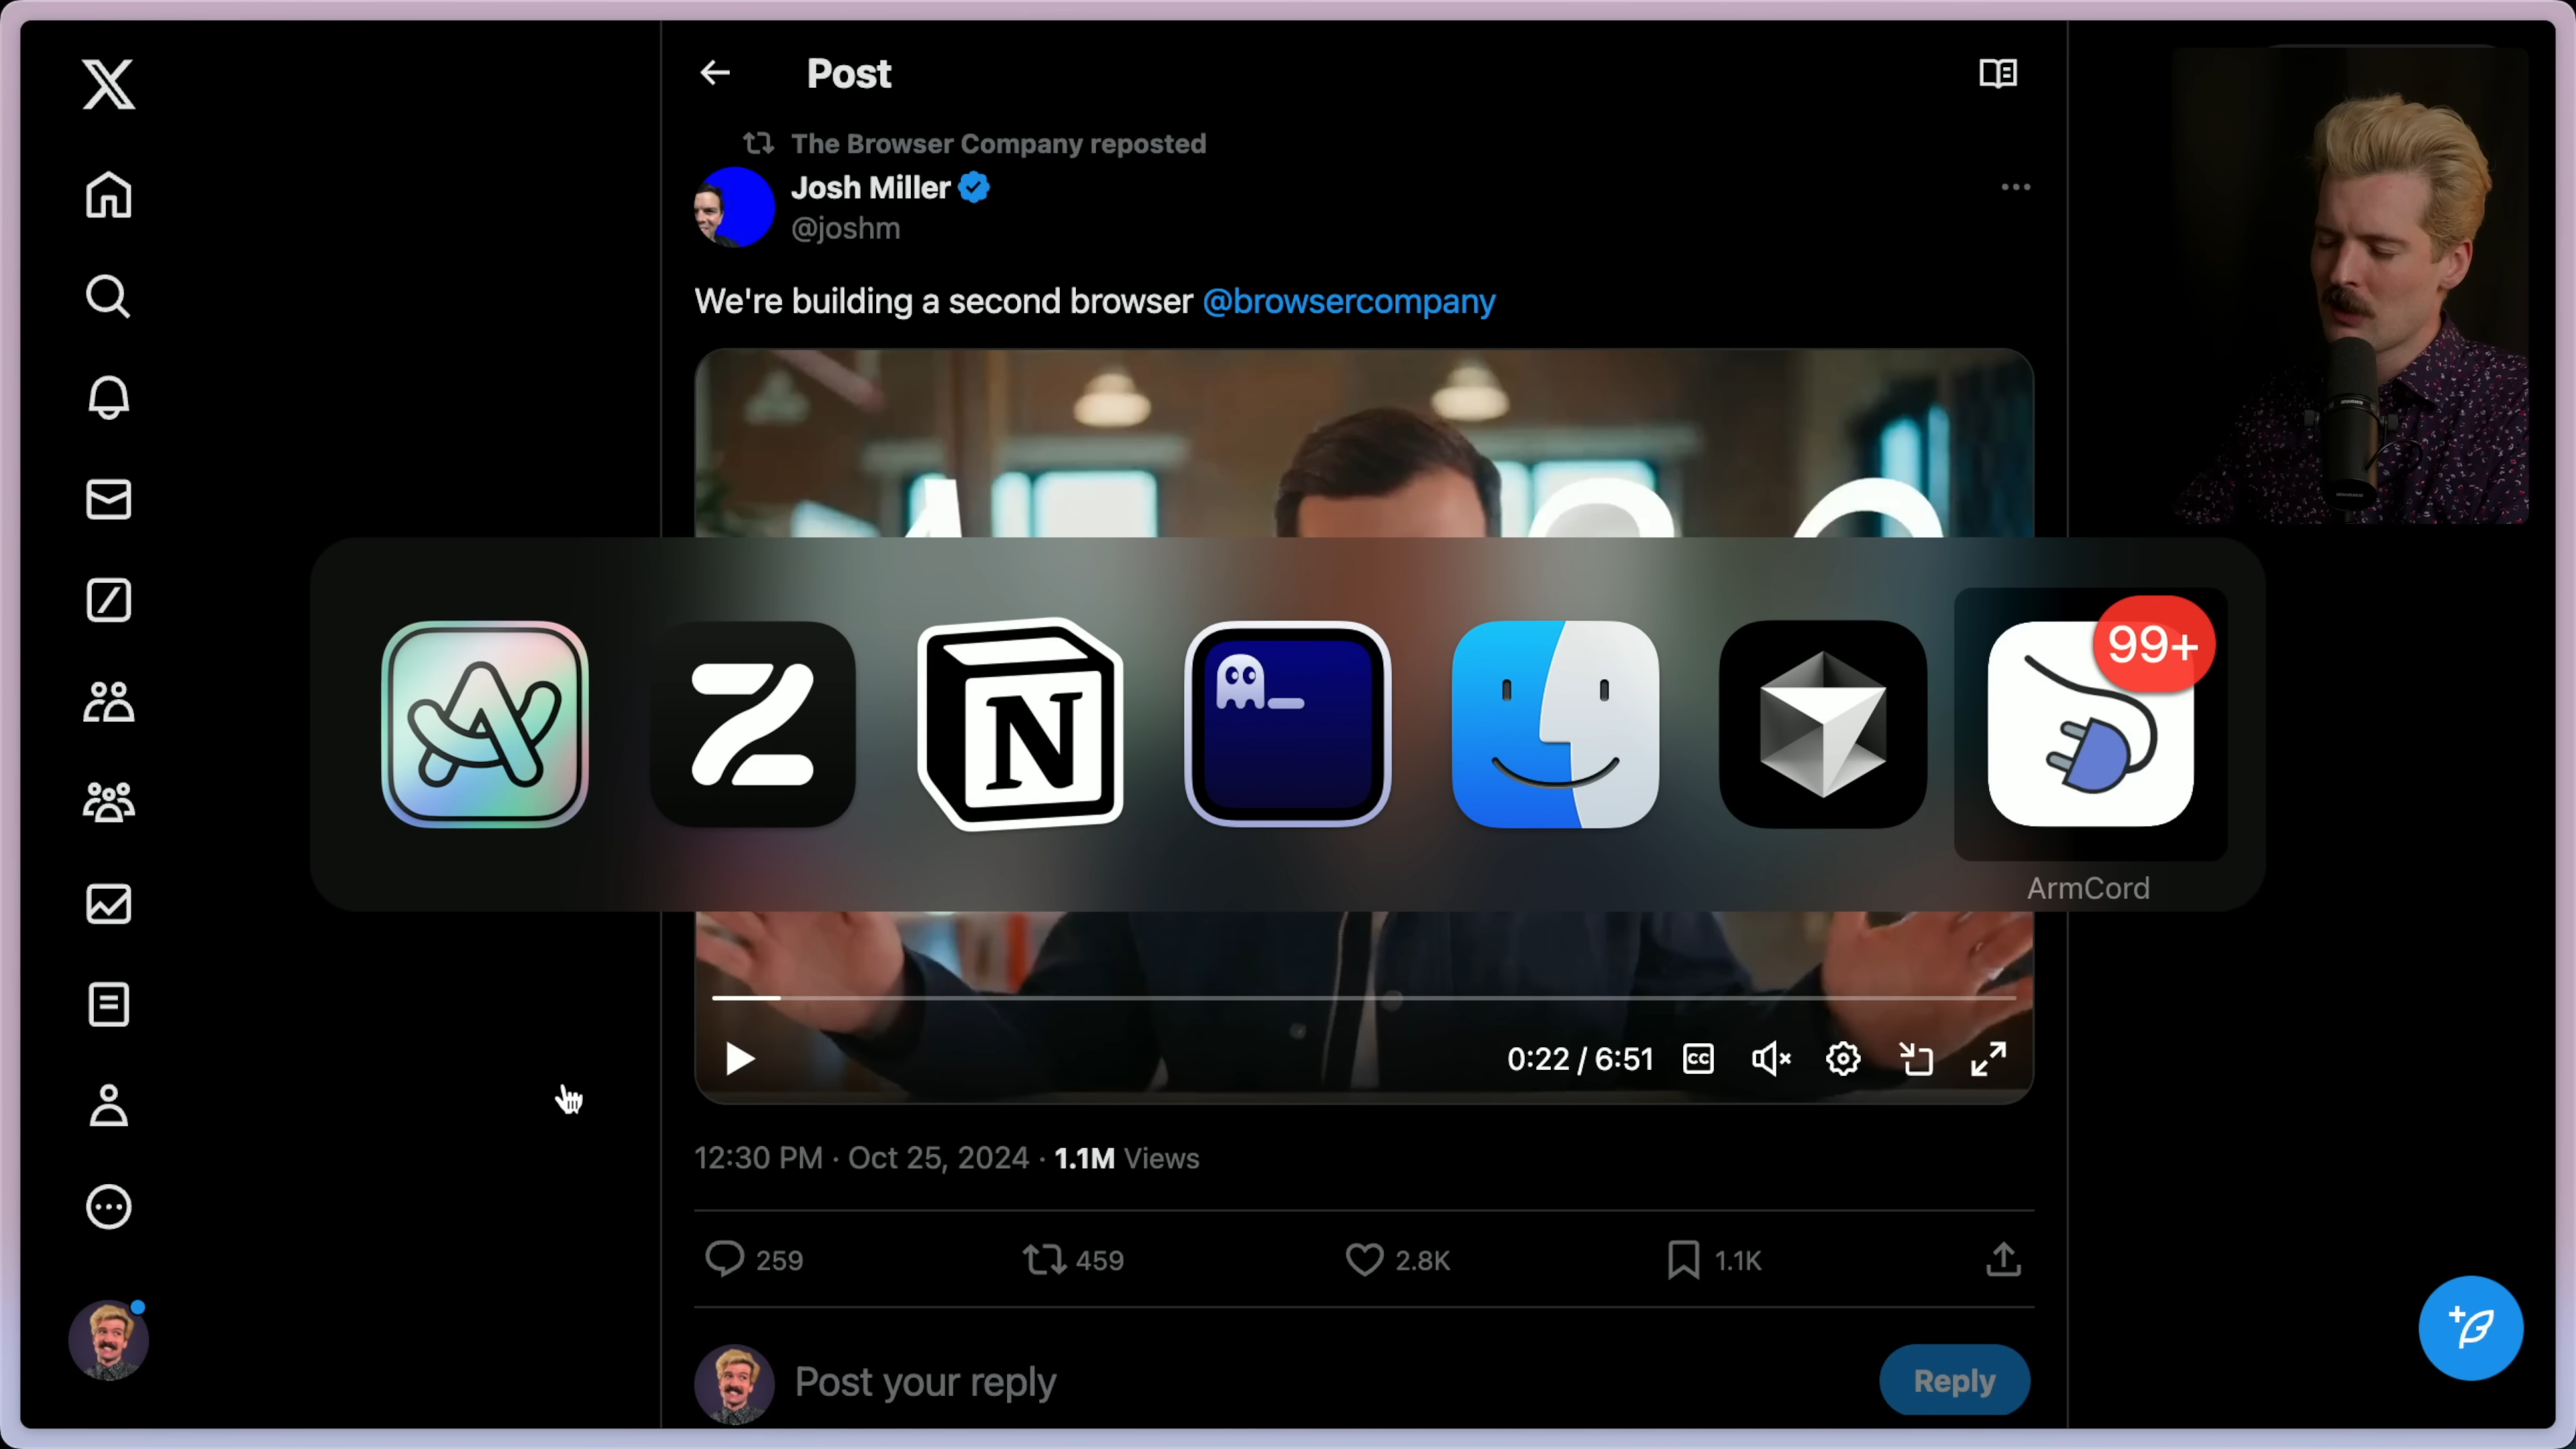 Post
The Browser Company reposted
Josh Miller
@joshm
We're building a second browser @browsercompany
99+
N
ArmCord
0:22 / 6:51
CC
12:30 PM · Oct 25, 2024 · 1.1M Views
259
459
2.8K
1.1K
Post your reply
Reply